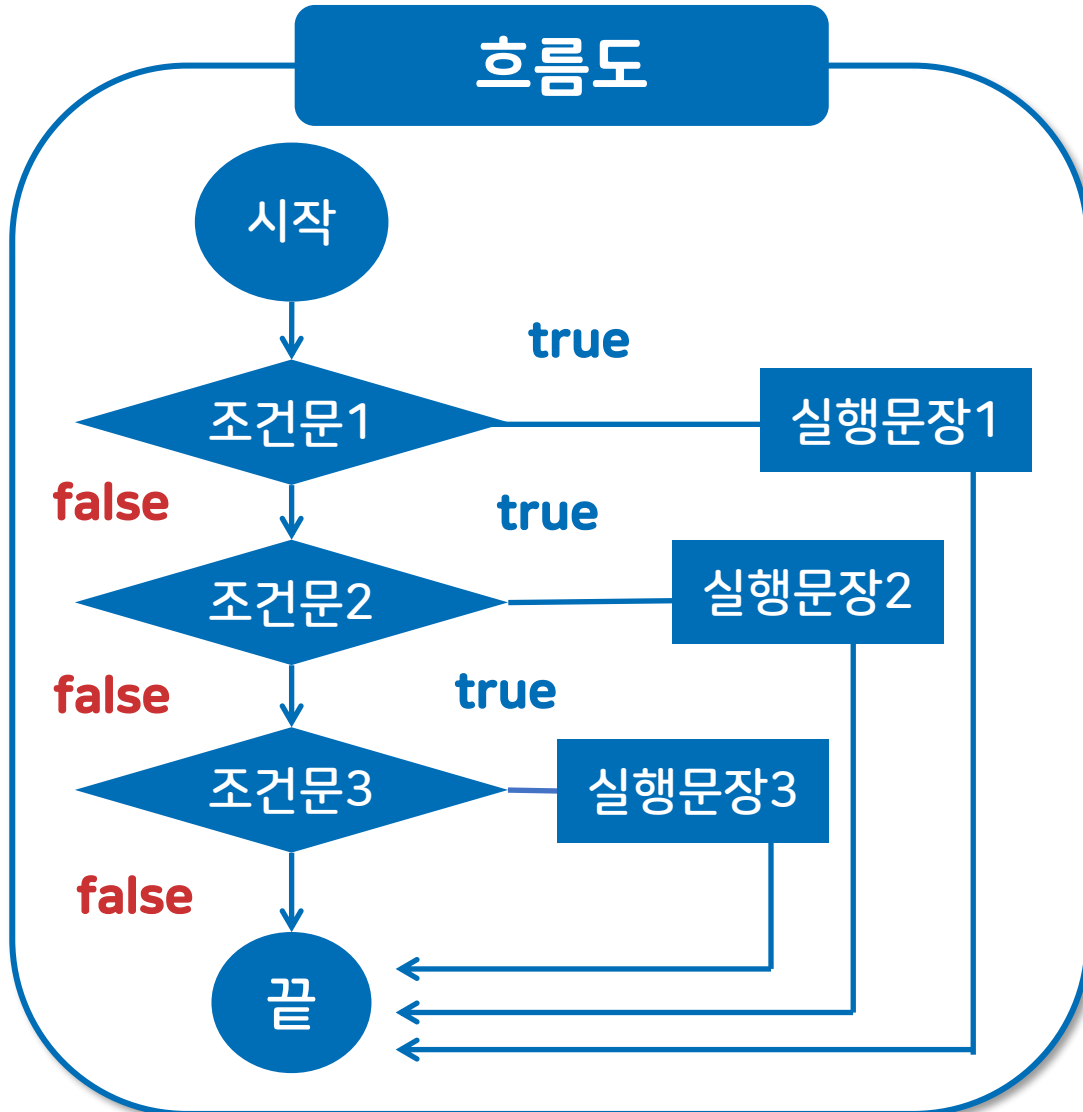 흐름도
시작
true
조건문1
실행문장1
false
true
조건문2
실행문장2
false
true
조건문3
실행문장3
false
끝